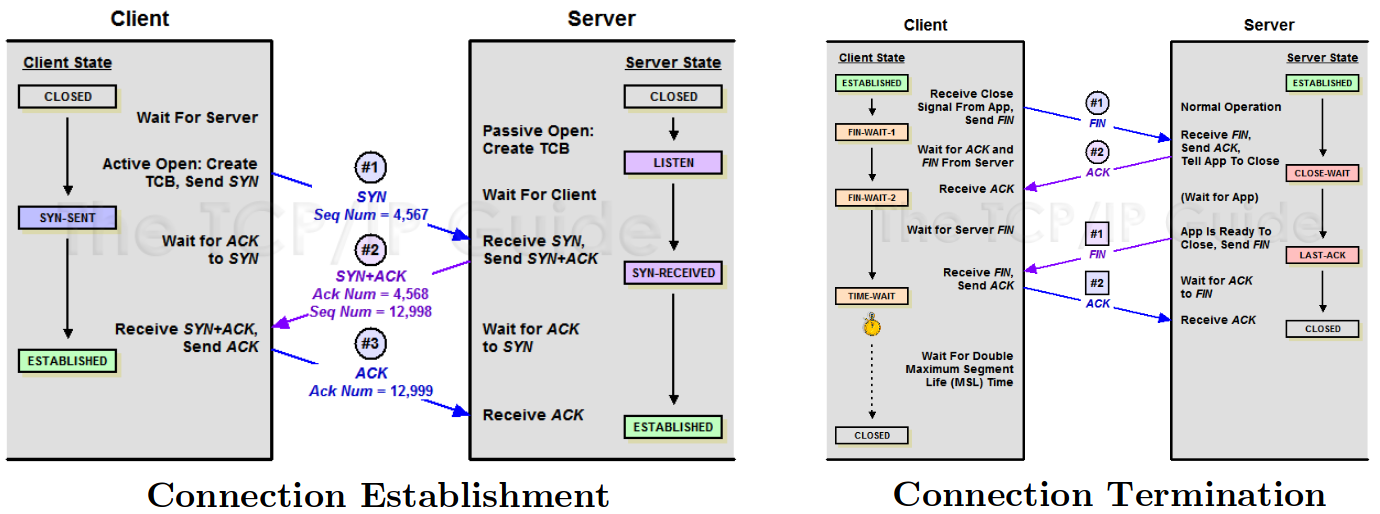 Client
Server
Client State
CLOSED
Wait For Server
Active Open: Create
TCB, Send SYN
SYN-SENT
Wait for ACK
to SYN
Receive SYN+ACK,
Send ACK
ESTABLISHED
#1
SYN
Seq Num = 4,567
#2
SYN+ACK
Ack Num = 4,568
Seq Num = 12,998
#3
ACK
Ack Num = 12,999
Server State
CLOSED
Passive Open:
Create TCB
LISTEN
Wait For Client
Receive SYN,
Send SYN+ACK
SYN-RECEIVED
Wait for ACK
to SYN
Receive ACK
ESTABLISHED
The TCP/IP Guide
Connection Establishment
Client
Server
Client State
ESTABLISHED
Receive Close
Signal From App,
Send FIN
FIN-WAIT-1
Wait for ACK and
FIN From Server
Receive ACK
FIN-WAIT-2
Wait for Server FIN
Receive FIN,
Send ACK
TIME-WAIT
Wait For Double
Maximum Segment
Life (MSL) Time
CLOSED
#1
FIN
#2
ACK
#1
FIN
#2
ACK
Server State
ESTABLISHED
Normal Operation
Receive FIN,
Send ACK,
Tell App To Close
CLOSE-WAIT
(Wait for App)
App Is Ready To
Close, Send FIN
LAST-ACK
Wait for ACK
to FIN
Receive ACK
CLOSED
The TCP/IP Guide
Connection Termination